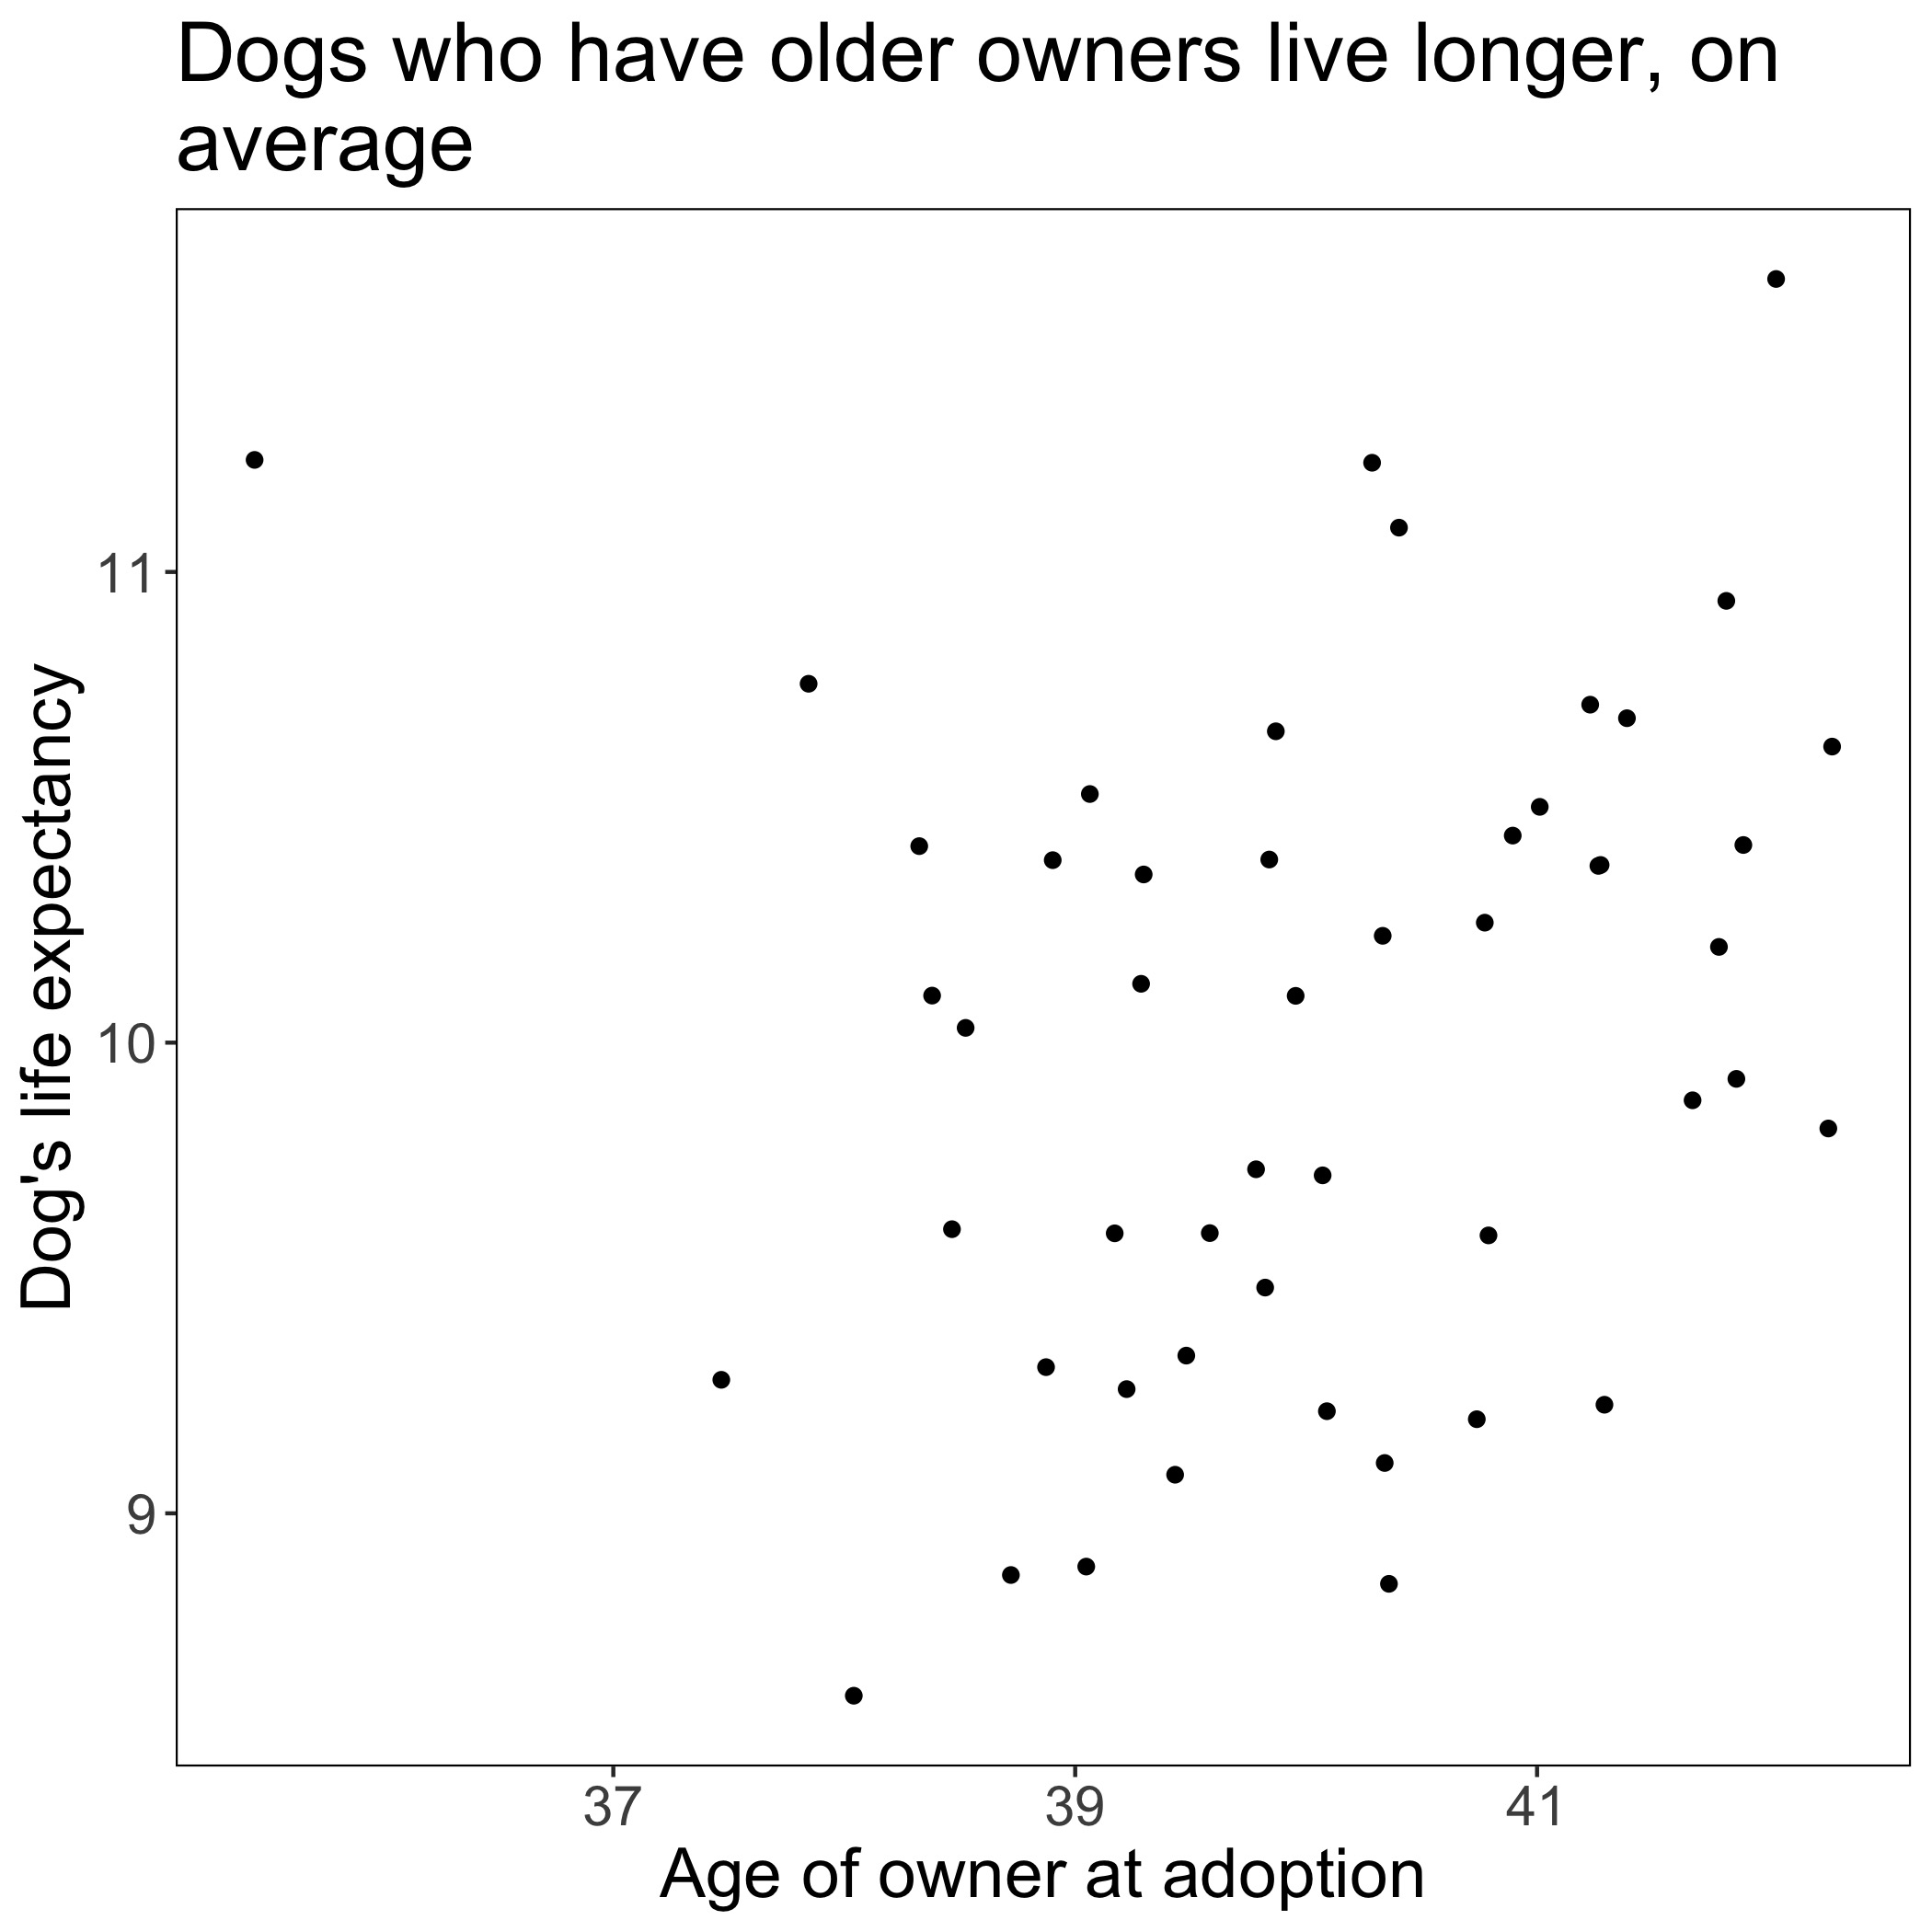 Dogs who have older owners live longer, on
average
Dog's life expectancy
11
10
9
37
39
41
Age of owner at adoption